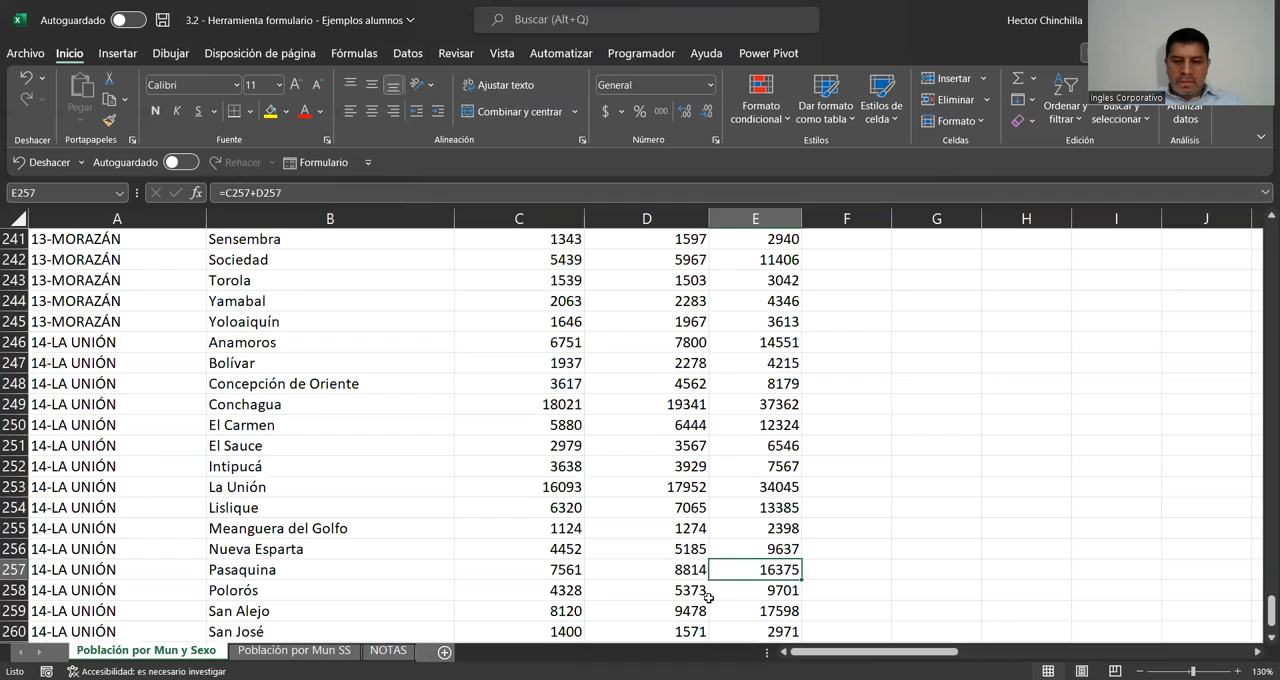 Autoguardado 3.2 - Herramienta formulario - Ejemplos alumnos Buscar (Alt+Q) Hector Chinchilla
Archivo Inicio Insertar Dibujar Disposición de página Fórmulas Datos Revisar Vista Automatizar Programador Ayuda Power Pivot
Pegar Calibri 11 Ajustar texto General Formato condicional Dar formato como tabla Estilos de celda Insertar Ordenar y filtrar Buscar y seleccionar Analizar datos
N K S Combinar y centrar $ % 000 Eliminar Ingles Corporativo
Formato
Deshacer Portapapeles Fuente Alineación Número Estilos Celdas Edición Análisis
Deshacer Autoguardado Rehacer Formulario
E257 fx =C257+D257
A B C D E F G H I J
241 13-MORAZÁN Sensembra 1343 1597 2940
242 13-MORAZÁN Sociedad 5439 5967 11406
243 13-MORAZÁN Torola 1539 1503 3042
244 13-MORAZÁN Yamabal 2063 2283 4346
245 13-MORAZÁN Yoloaiquín 1646 1967 3613
246 14-LA UNIÓN Anamoros 6751 7800 14551
247 14-LA UNIÓN Bolívar 1937 2278 4215
248 14-LA UNIÓN Concepción de Oriente 3617 4562 8179
249 14-LA UNIÓN Conchagua 18021 19341 37362
250 14-LA UNIÓN El Carmen 5880 6444 12324
251 14-LA UNIÓN El Sauce 2979 3567 6546
252 14-LA UNIÓN Intipucá 3638 3929 7567
253 14-LA UNIÓN La Unión 16093 17952 34045
254 14-LA UNIÓN Lislique 6320 7065 13385
255 14-LA UNIÓN Meanguera del Golfo 1124 1274 2398
256 14-LA UNIÓN Nueva Esparta 4452 5185 9637
257 14-LA UNIÓN Pasaquina 7561 8814 16375
258 14-LA UNIÓN Polorós 4328 5373 9701
259 14-LA UNIÓN San Alejo 8120 9478 17598
260 14-LA UNIÓN San José 1400 1571 2971
Población por Mun y Sexo Población por Mun SS NOTAS
Listo Accesibilidad: es necesario investigar 130%